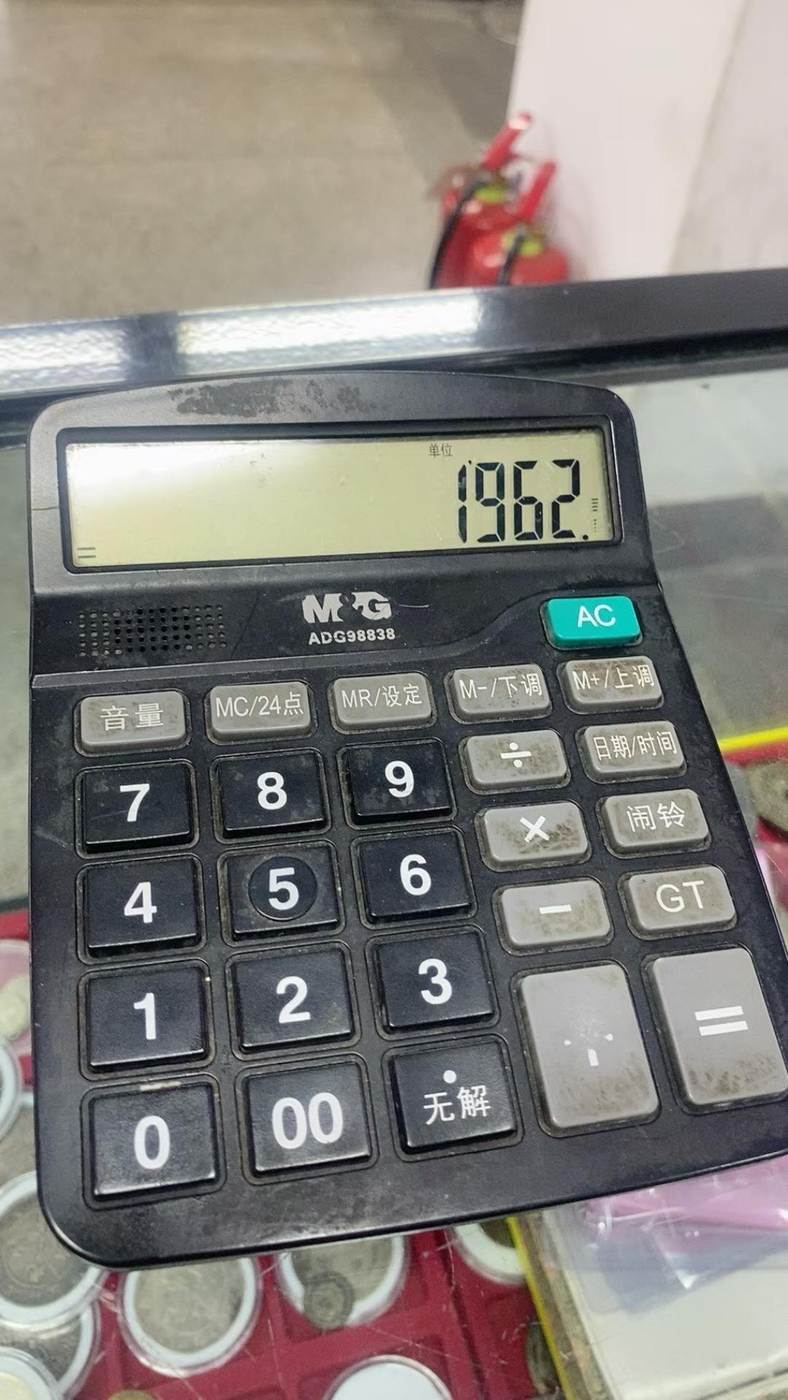 单位
1962.
=
M&G
ADG98838
AC
音量 MC/24点 MR/设定 M-/下调 M+/上调
7 8 9 ÷ 日期/时间
4 5 6 × 闹铃
1 2 3 − GT
0 00 . 无解 =